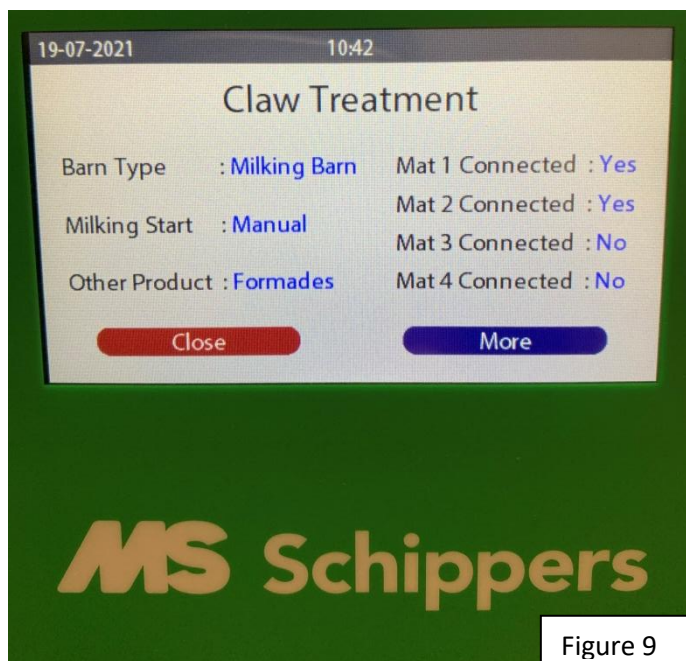 19-07-2021 10:42
Claw Treatment
Barn Type : Milking Barn
Milking Start : Manual
Other Product : Formades
Mat 1 Connected : Yes
Mat 2 Connected : Yes
Mat 3 Connected : No
Mat 4 Connected : No
Close
More
MS Schippers
Figure 9